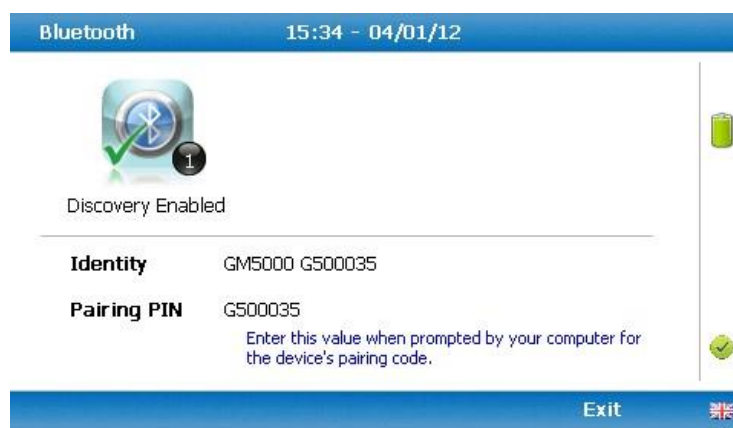 Bluetooth 15:34 - 04/01/12
1
Discovery Enabled
Identity GM5000 G500035
Pairing PIN G500035
Enter this value when prompted by your computer for
the device's pairing code.
Exit